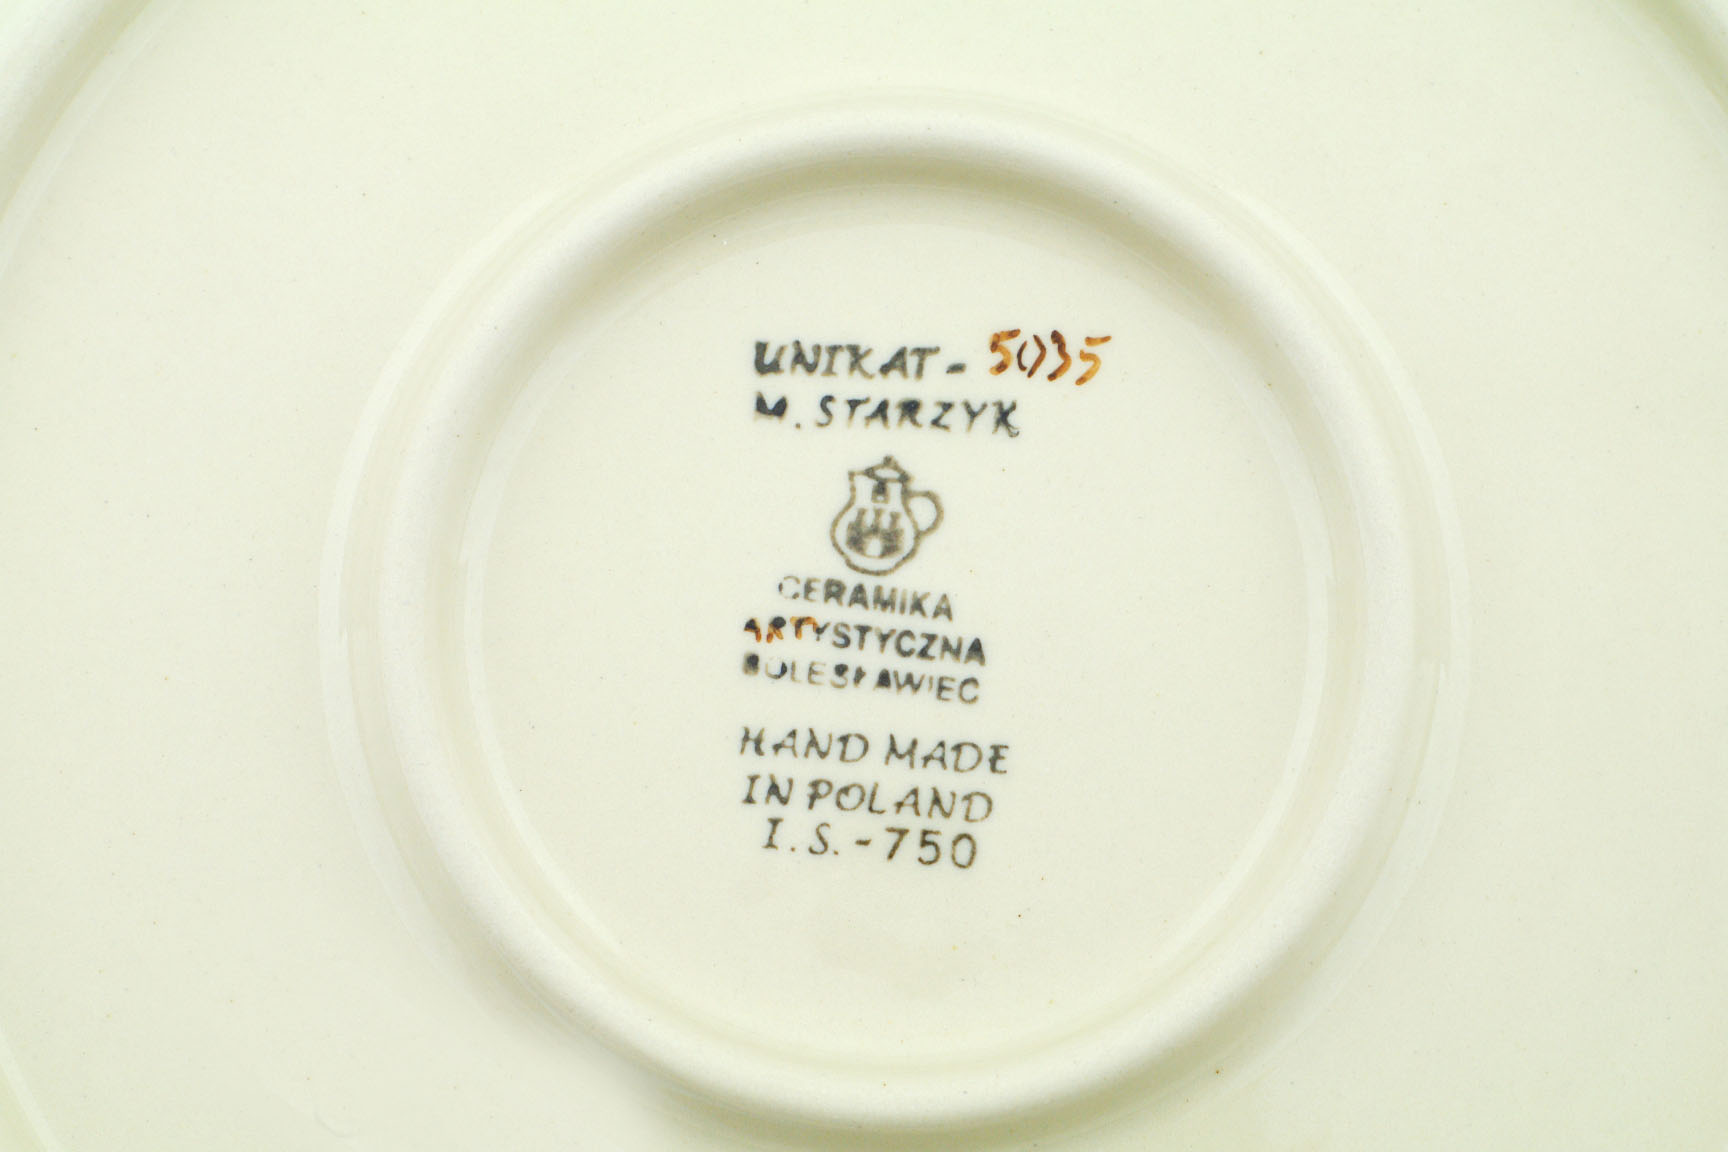 UNIKAT - 5035
M. STARZYK
CERAMIKA
ARTYSTYCZNA
BOLESŁAWIEC
HAND MADE
IN POLAND
I.S.-750